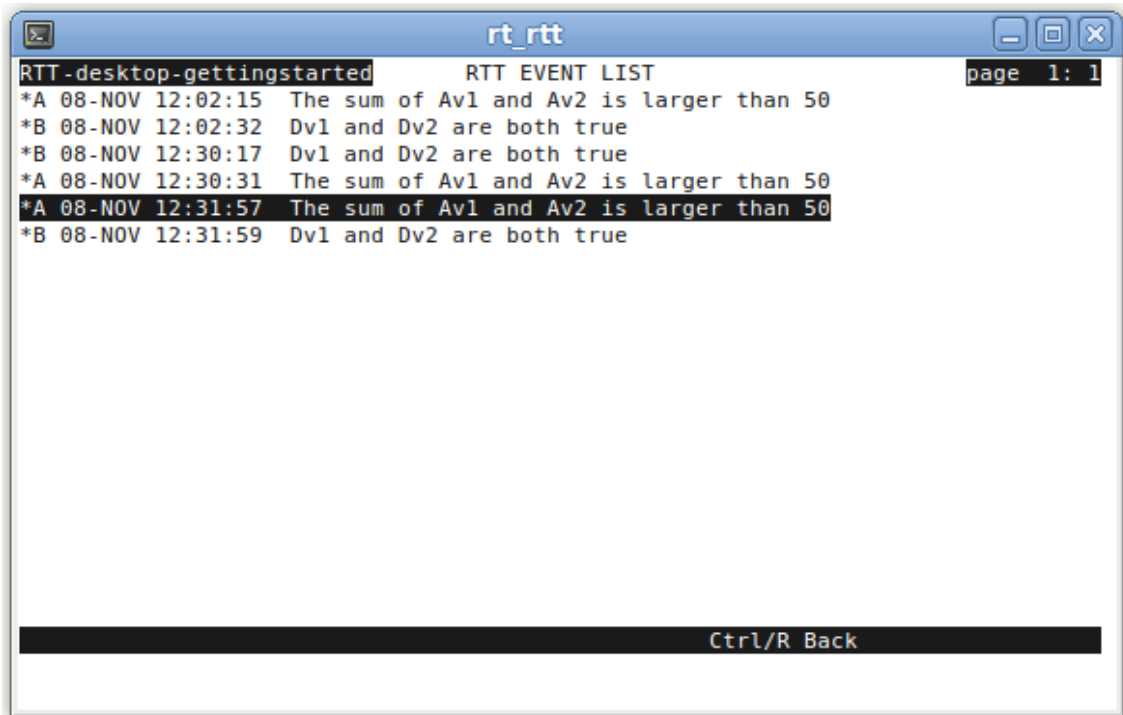 rt_rtt
RTT-desktop-gettingstarted RTT EVENT LIST page 1: 1
*A 08-NOV 12:02:15 The sum of Av1 and Av2 is larger than 50
*B 08-NOV 12:02:32 Dv1 and Dv2 are both true
*B 08-NOV 12:30:17 Dv1 and Dv2 are both true
*A 08-NOV 12:30:31 The sum of Av1 and Av2 is larger than 50
*A 08-NOV 12:31:57 The sum of Av1 and Av2 is larger than 50
*B 08-NOV 12:31:59 Dv1 and Dv2 are both true
Ctrl/R Back